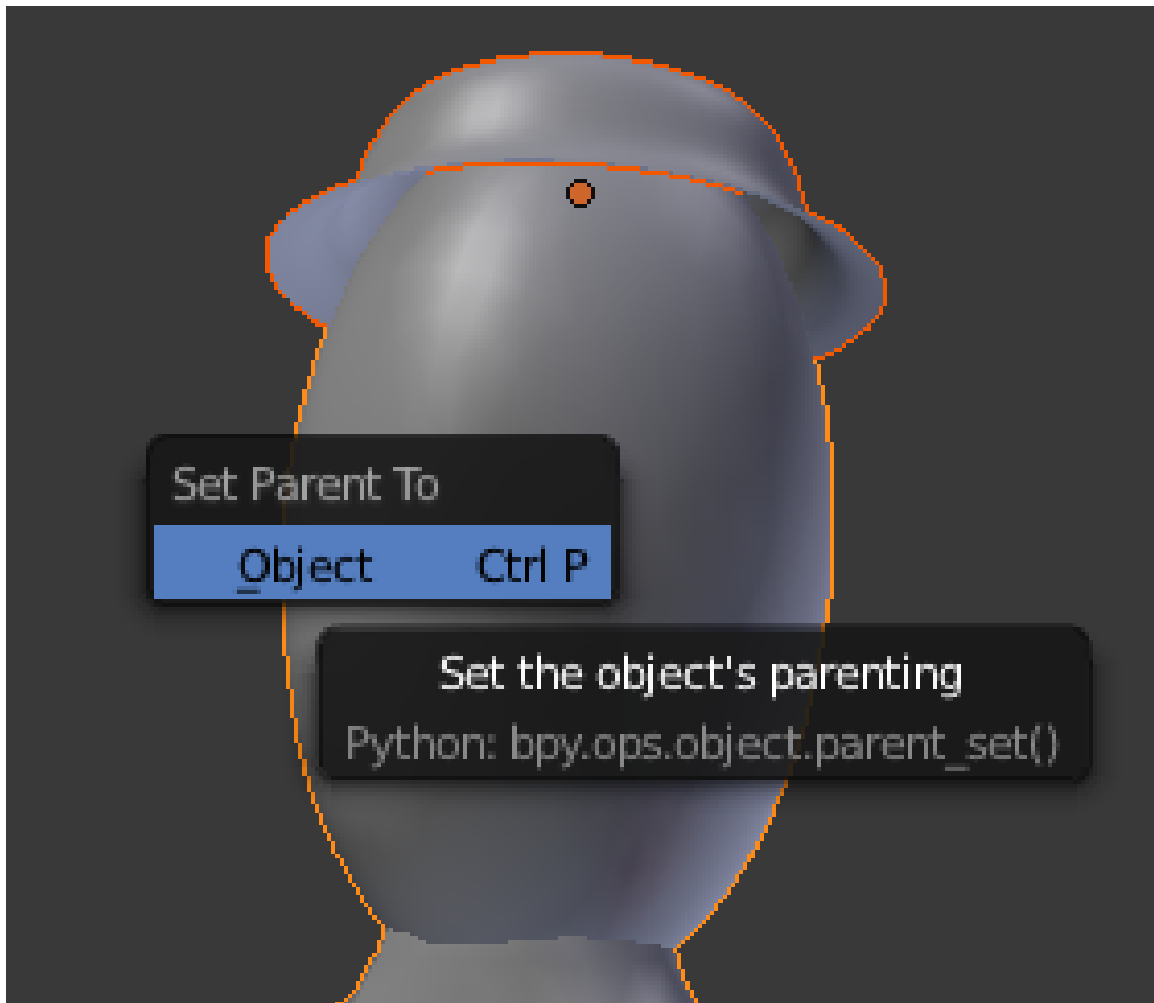 Set Parent To
Object Ctrl P
Set the object's parenting
Python: bpy.ops.object.parent_set()